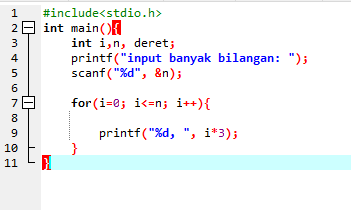 1 #include<stdio.h>
2 int main(){
3 int i,n, deret;
4 printf("input banyak bilangan: ");
5 scanf("%d", &n);
6
7 for(i=0; i<=n; i++){
8
9 printf("%d, ", i*3);
10 }
11 }